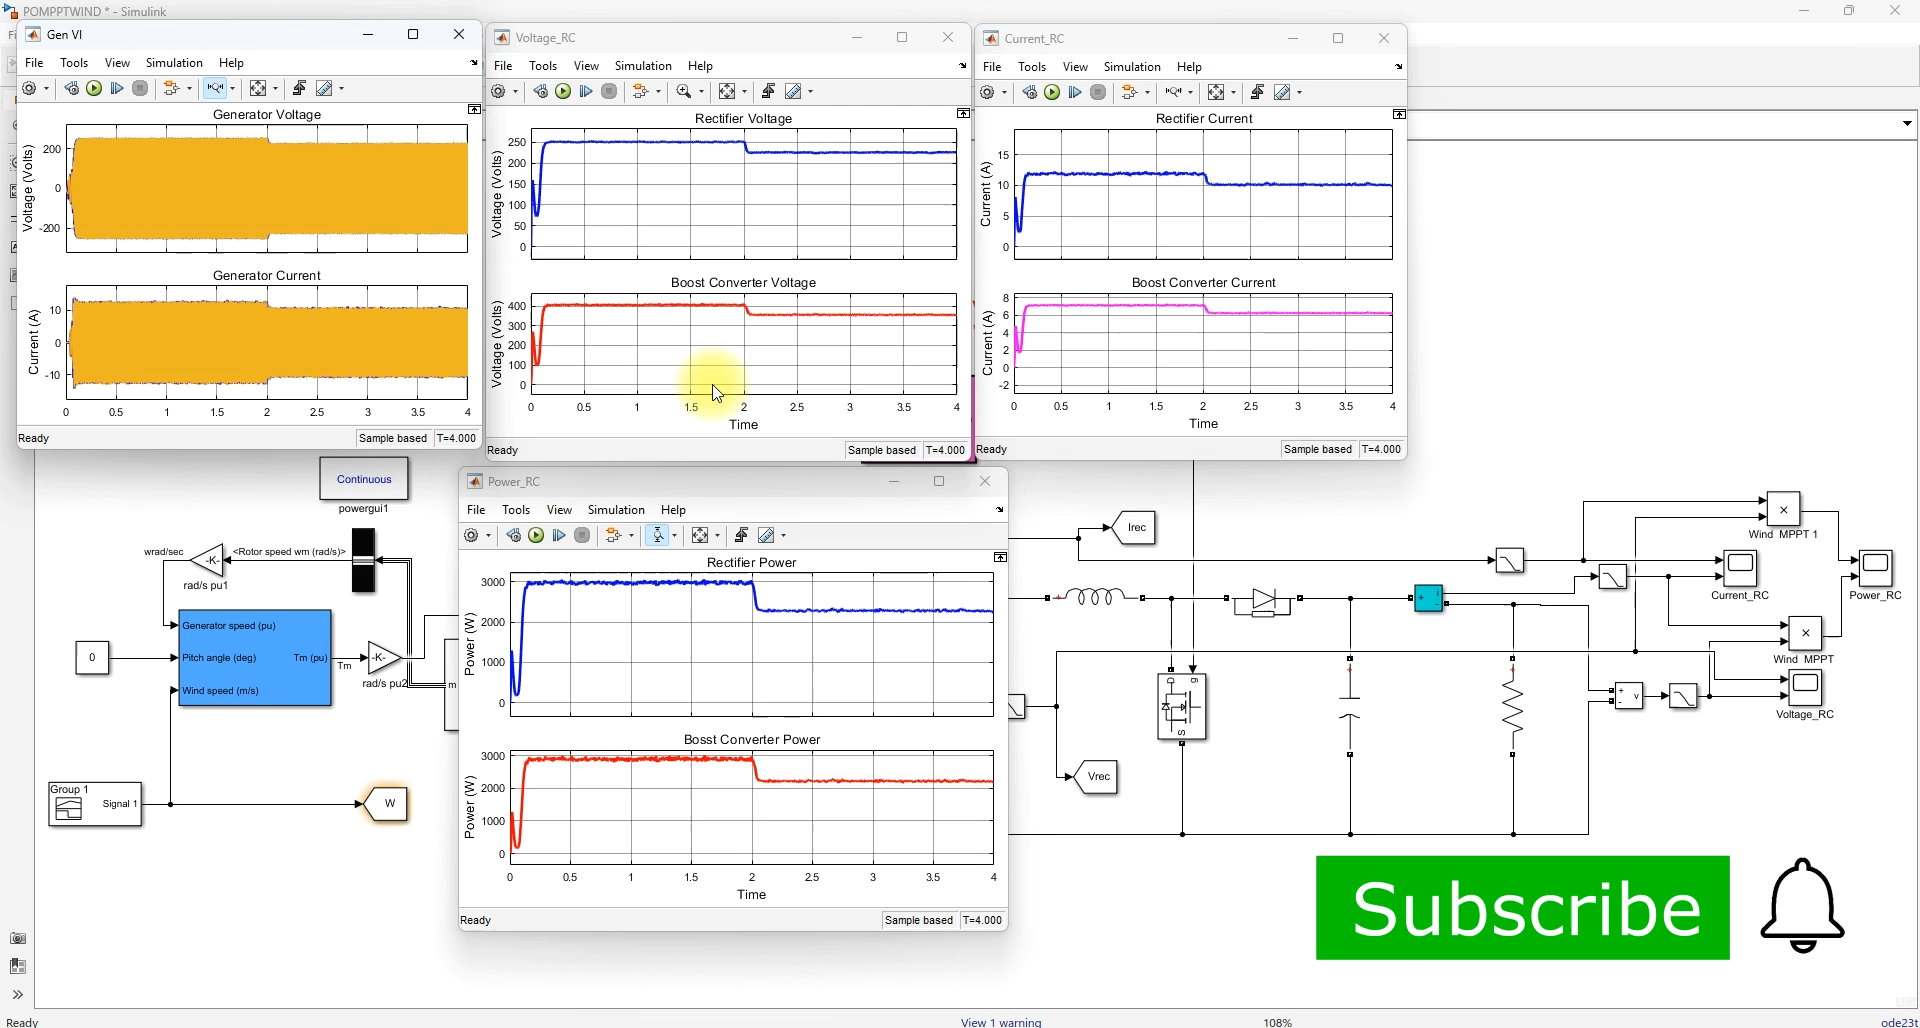 POMPPTWIND * - Simulink
Gen VI
File Tools View Simulation Help
Generator Voltage
Voltage (Volts)
200
0
-200
Generator Current
Current (A)
10
0
-10
0 0.5 1 1.5 2 2.5 3 3.5 4
Ready Sample based T=4.000
Voltage_RC
File Tools View Simulation Help
Rectifier Voltage
Voltage (Volts)
250
200
150
100
50
0
Boost Converter Voltage
Voltage (Volts)
400
300
200
100
0
0 0.5 1 1.5 2 2.5 3 3.5 4
Time
Ready Sample based T=4.000
Current_RC
File Tools View Simulation Help
Rectifier Current
Current (A)
15
10
5
0
Boost Converter Current
Current (A)
8
6
4
2
0
-2
0 0.5 1 1.5 2 2.5 3 3.5 4
Time
Ready Sample based T=4.000
Power_RC
File Tools View Simulation Help
Rectifier Power
Power (W)
3000
2000
1000
0
Bosst Converter Power
Power (W)
3000
2000
1000
0
0 0.5 1 1.5 2 2.5 3 3.5 4
Time
Ready Sample based T=4.000
Continuous
powergui1
wrad/sec
-K-
<Rotor speed wm (rad/s)>
rad/s pu1
Generator speed (pu)
0
Pitch angle (deg) Tm (pu)
Tm
-K-
Wind speed (m/s)
rad/s pu2
m
Group 1
Signal 1
W
Irec
Vrec
D
g
S
+
i
-
×
Wind MPPT 1
Current_RC
Power_RC
×
Wind MPPT
+
v
-
Voltage_RC
Subscribe
Ready View 1 warning 108% ode23t